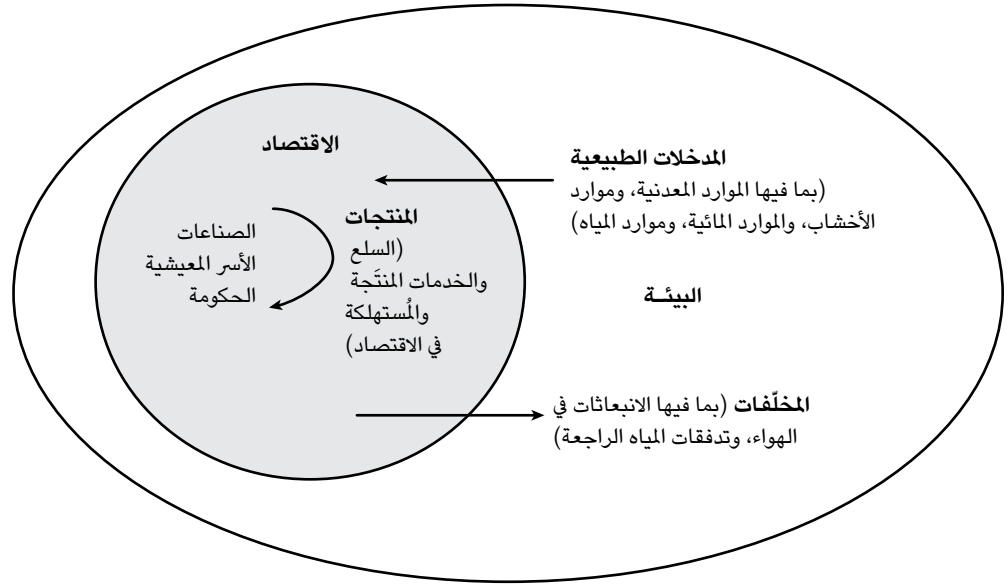 الاقتصاد
المدخلات الطبيعية
(بما فيها الموارد المعدنية، وموارد
الأخشاب، والموارد المائية، وموارد المياه)
المنتجات
(السلع
والخدمات المنتَجة
والمُستهلكة
في الاقتصاد)
الصناعات
الأسر المعيشية
الحكومة
البيئــة
المخلّفات (بما فيها الانبعاثات في
الهواء، وتدفقات المياه الراجعة)